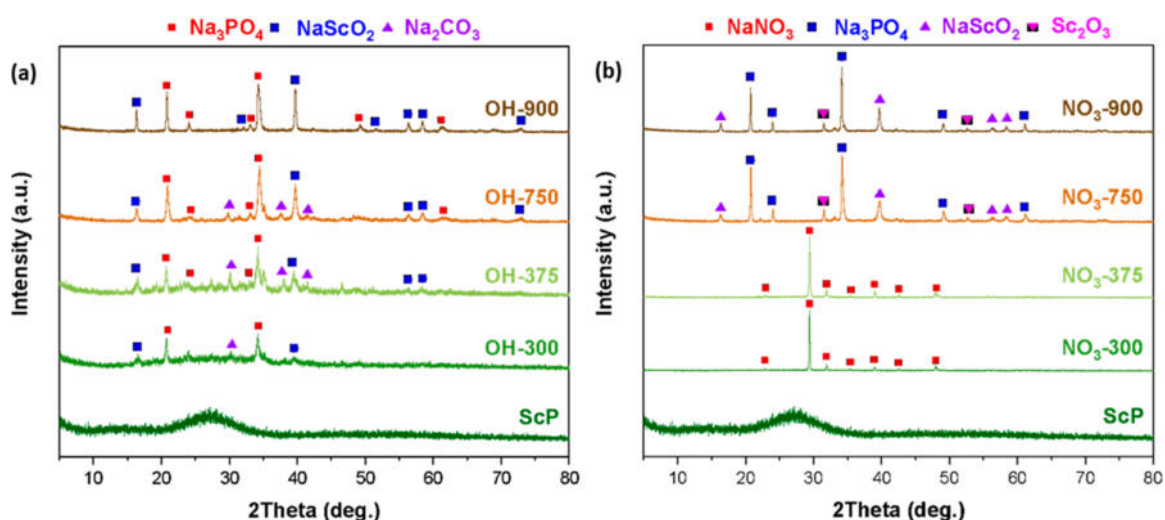 Na₃PO₄ NaScO₂ Na₂CO₃
(a)
OH-900
OH-750
OH-375
OH-300
ScP
Intensity (a.u.)
10 20 30 40 50 60 70 80
2Theta (deg.)
NaNO₃ Na₃PO₄ NaScO₂ Sc₂O₃
(b)
NO₃-900
NO₃-750
NO₃-375
NO₃-300
ScP
Intensity (a.u.)
10 20 30 40 50 60 70 80
2Theta (deg.)